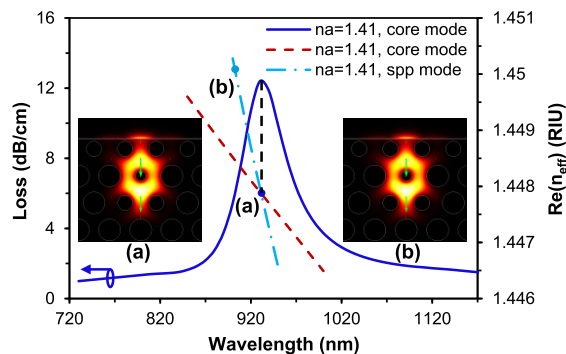 na=1.41, core mode
na=1.41, core mode
na=1.41, spp mode
16
12
8
4
0
Loss (dB/cm)
1.451
1.450
1.449
1.448
1.447
1.446
Re(neff) (RIU)
(b)
(a)
(a)
(b)
720
820
920
1020
1120
Wavelength (nm)